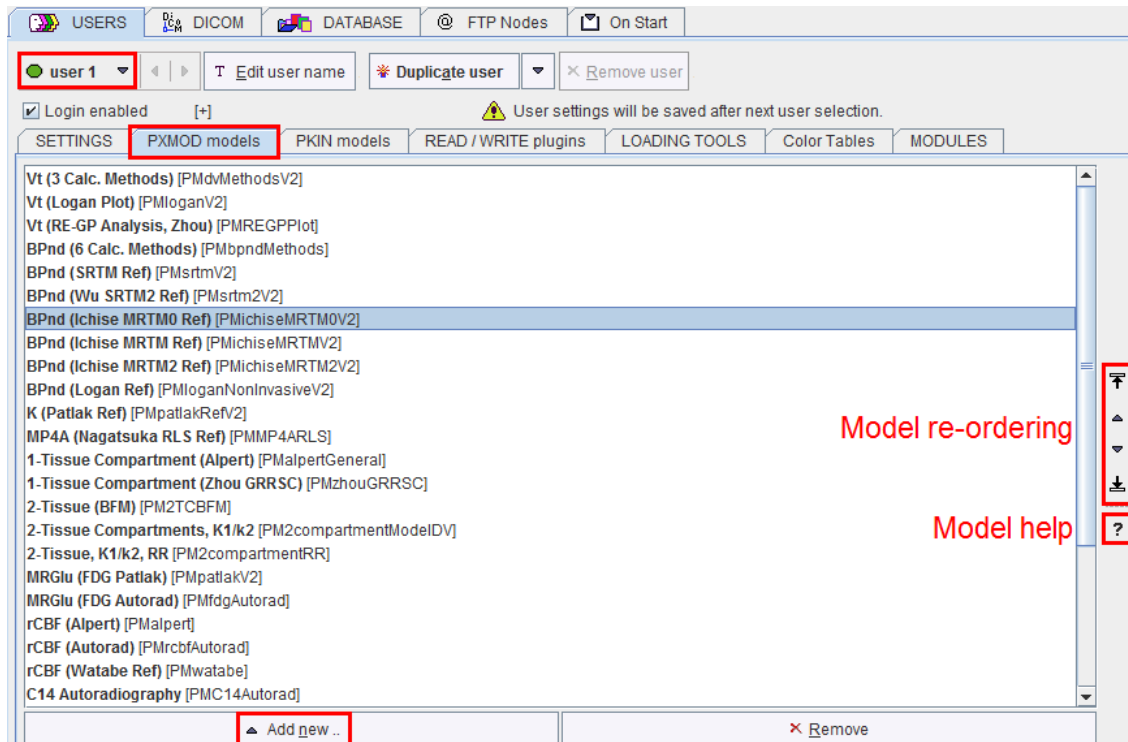 USERS DICOM DATABASE @ FTP Nodes On Start
user 1 T Edit user name Duplicate user Remove user
Login enabled [+] User settings will be saved after next user selection.
SETTINGS PXMOD models PKIN models READ / WRITE plugins LOADING TOOLS Color Tables MODULES
Vt (3 Calc. Methods) [PMdvMethodsV2]
Vt (Logan Plot) [PMloganV2]
Vt (RE-GP Analysis, Zhou) [PMREGPPlot]
BPnd (6 Calc. Methods) [PMbpndMethods]
BPnd (SRTM Ref) [PMsrtmV2]
BPnd (Wu SRTM2 Ref) [PMsrtm2V2]
BPnd (Ichise MRTM0 Ref) [PMichiseMRTM0V2]
BPnd (Ichise MRTM Ref) [PMichiseMRTMV2]
BPnd (Ichise MRTM2 Ref) [PMichiseMRTM2V2]
BPnd (Logan Ref) [PMloganNonInvasiveV2]
K (Patlak Ref) [PMpatlakRefV2]
MP4A (Nagatsuka RLS Ref) [PMMP4ARLS]
Model re-ordering
1-Tissue Compartment (Alpert) [PMalpertGeneral]
1-Tissue Compartment (Zhou GRRSC) [PMzhouGRRSC]
2-Tissue (BFM) [PM2TCBFM]
2-Tissue Compartments, K1/k2 [PM2compartmentModelDV]
Model help ?
2-Tissue, K1/k2, RR [PM2compartmentRR]
MRGlu (FDG Patlak) [PMpatlakV2]
MRGlu (FDG Autorad) [PMfdgAutorad]
rCBF (Alpert) [PMalpert]
rCBF (Autorad) [PMrcbfAutorad]
rCBF (Watabe Ref) [PMwatabe]
C14 Autoradiography [PMC14Autorad]
Add new .. Remove